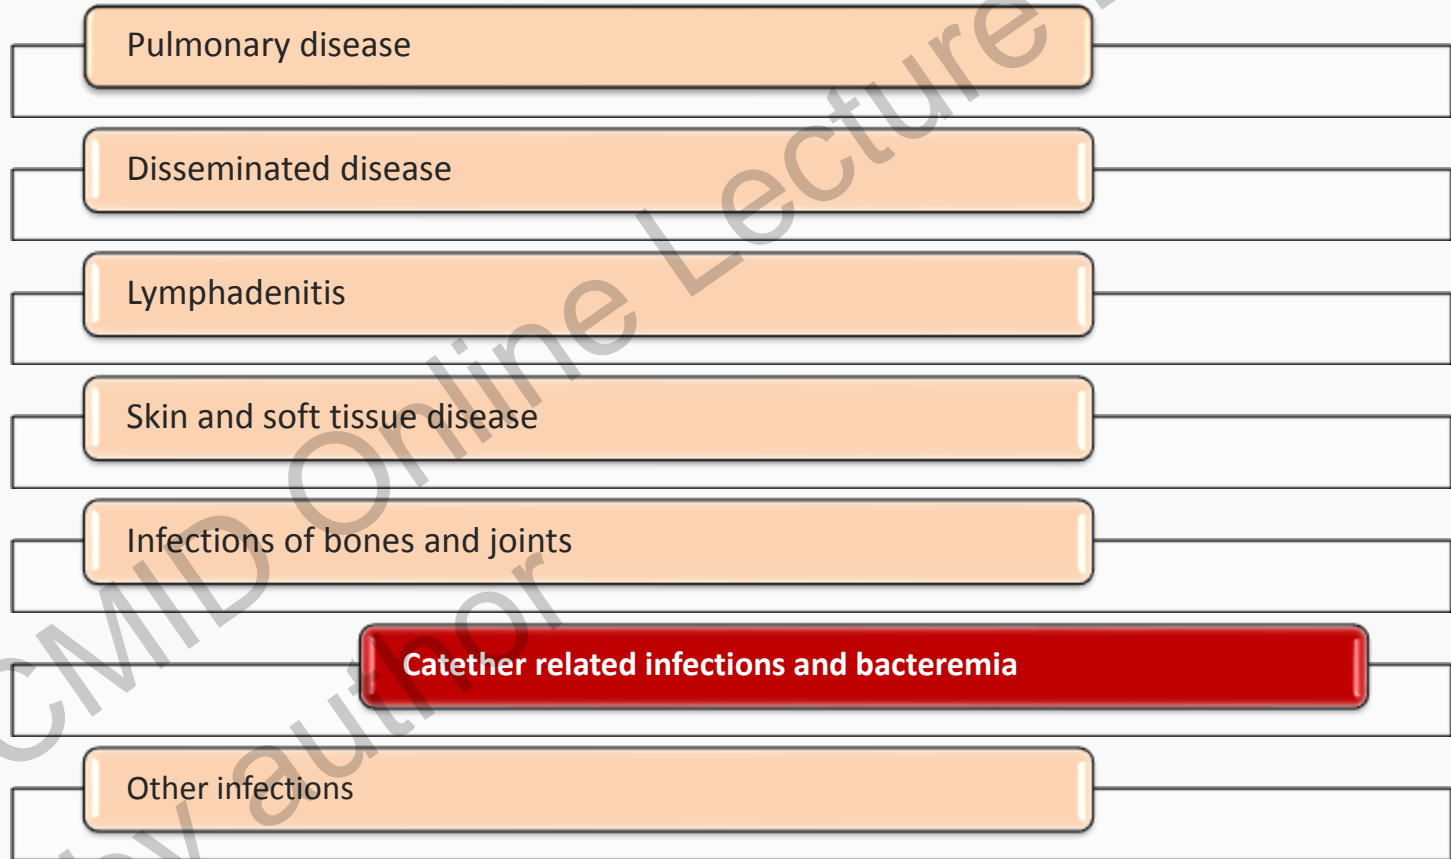 Pulmonary disease
Disseminated disease
Lymphadenitis
Skin and soft tissue disease
Infections of bones and joints
Catether related infections and bacteremia
Other infections
CMID Online Lecture
by author